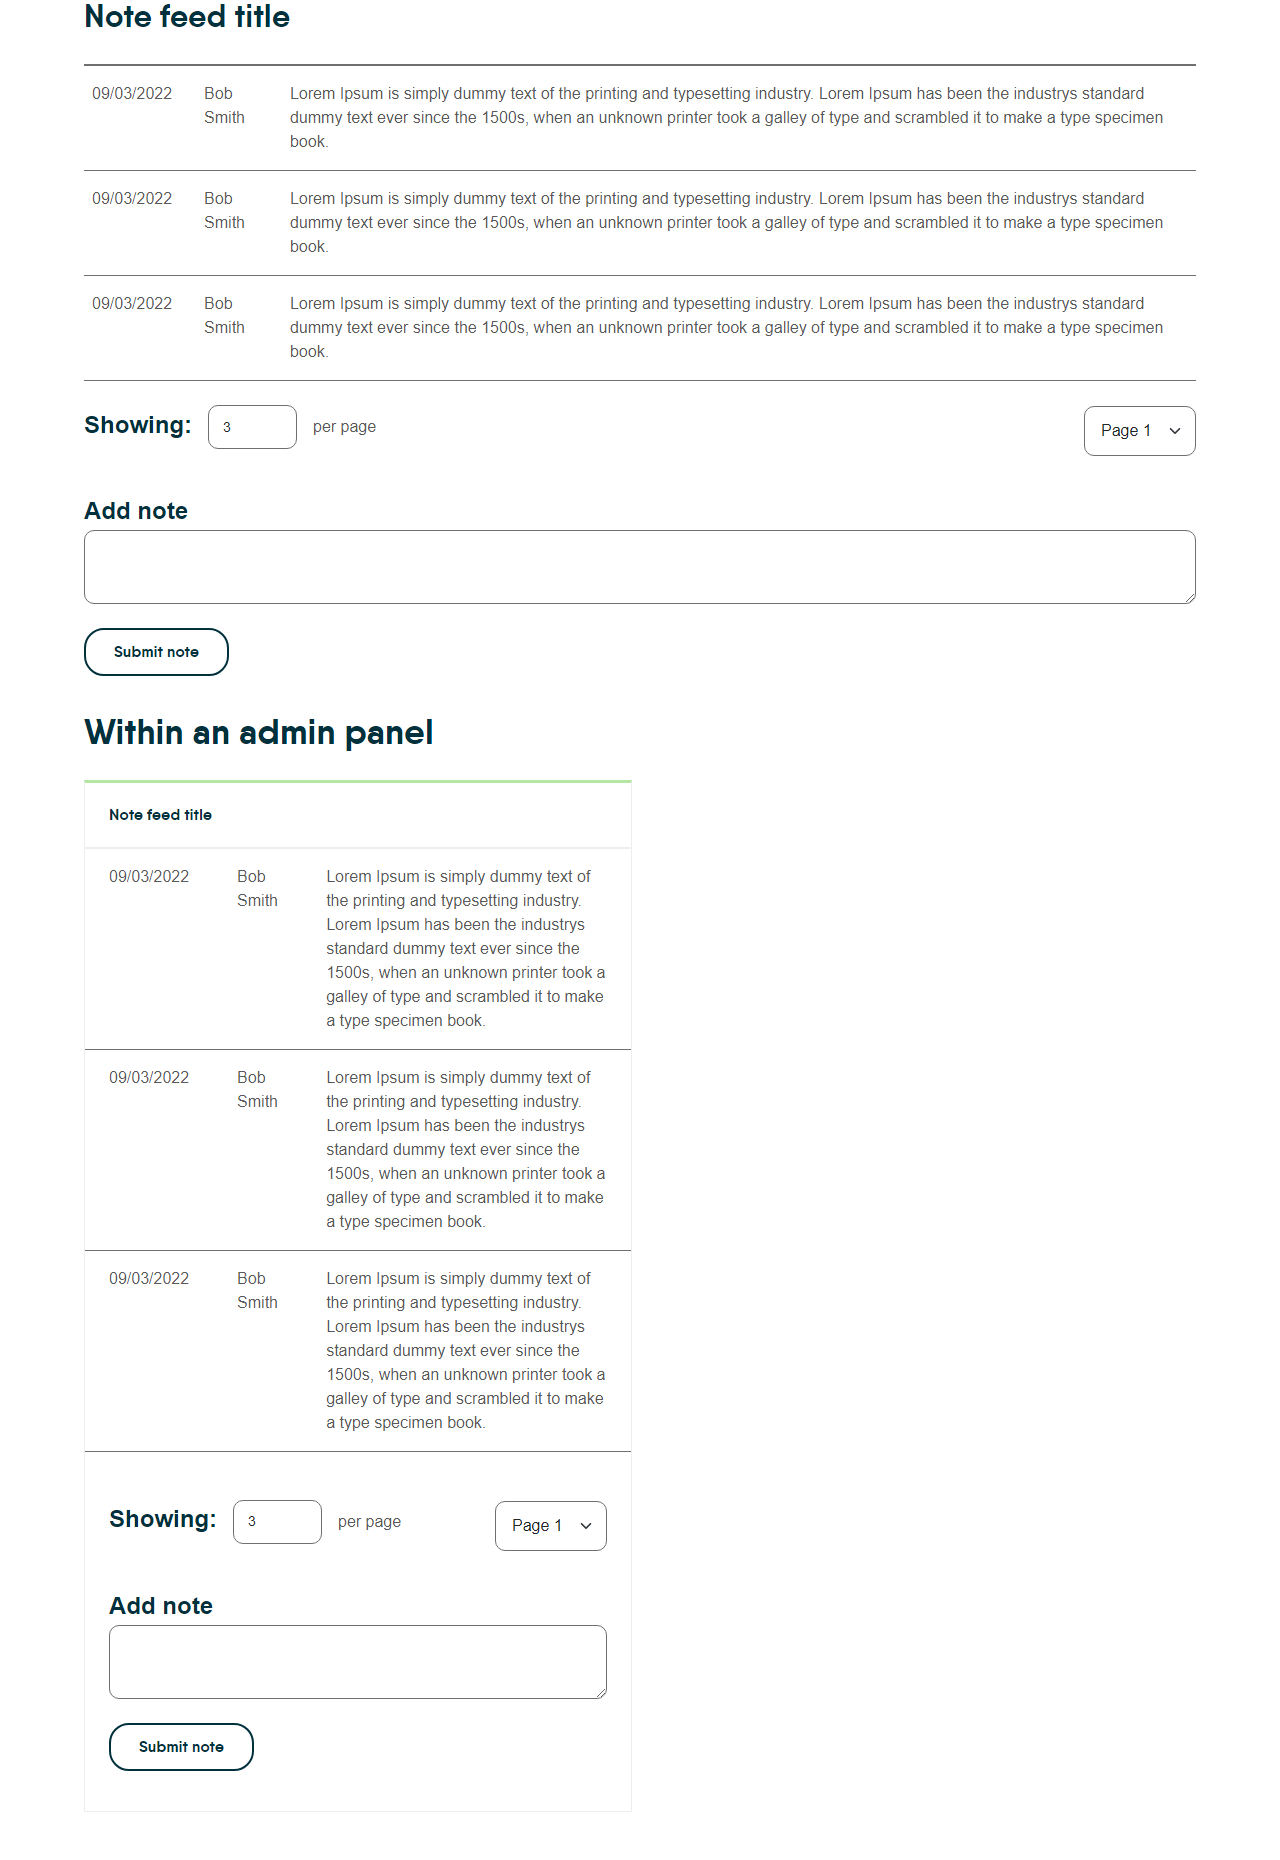 Note feed title
09/03/2022 Bob Lorem Ipsum is simply dummy text of the printing and typesetting industry. Lorem Ipsum has been the industrys standard
Smith dummy text ever since the 1500s, when an unknown printer took a galley of type and scrambled it to make a type specimen
book.
09/03/2022 Bob Lorem Ipsum is simply dummy text of the printing and typesetting industry. Lorem Ipsum has been the industrys standard
Smith dummy text ever since the 1500s, when an unknown printer took a galley of type and scrambled it to make a type specimen
book.
09/03/2022 Bob Lorem Ipsum is simply dummy text of the printing and typesetting industry. Lorem Ipsum has been the industrys standard
Smith dummy text ever since the 1500s, when an unknown printer took a galley of type and scrambled it to make a type specimen
book.
Showing: 3 per page Page 1
Add note
Submit note
Within an admin panel
Note feed title
09/03/2022 Bob Lorem Ipsum is simply dummy text of
Smith the printing and typesetting industry.
Lorem Ipsum has been the industrys
standard dummy text ever since the
1500s, when an unknown printer took a
galley of type and scrambled it to make
a type specimen book.
09/03/2022 Bob Lorem Ipsum is simply dummy text of
Smith the printing and typesetting industry.
Lorem Ipsum has been the industrys
standard dummy text ever since the
1500s, when an unknown printer took a
galley of type and scrambled it to make
a type specimen book.
09/03/2022 Bob Lorem Ipsum is simply dummy text of
Smith the printing and typesetting industry.
Lorem Ipsum has been the industrys
standard dummy text ever since the
1500s, when an unknown printer took a
galley of type and scrambled it to make
a type specimen book.
Showing: 3 per page Page 1
Add note
Submit note